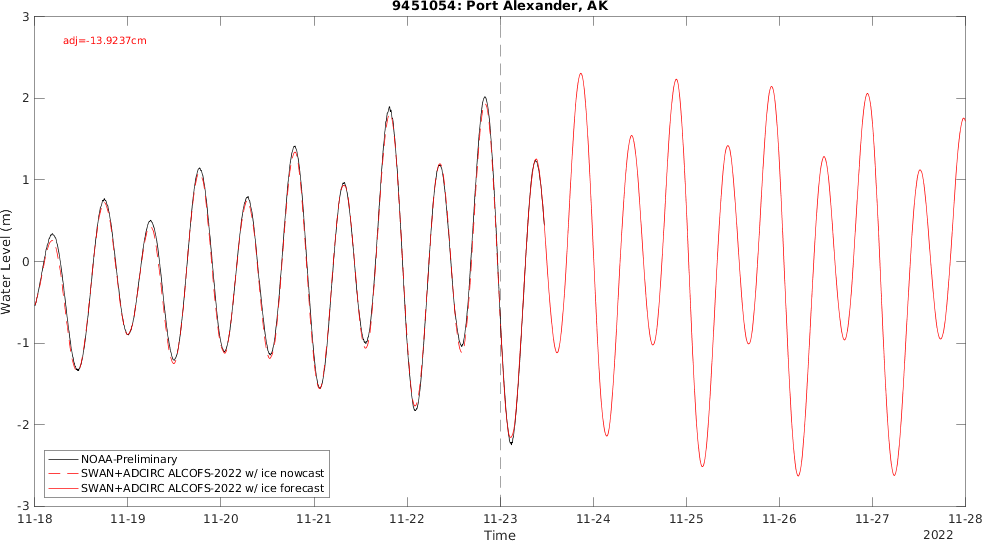 9451054: Port Alexander, AK
adj=-13.9237cm
Water Level (m)
3
2
1
0
-1
-2
-3
NOAA-Preliminary
SWAN+ADCIRC ALCOFS-2022 w/ ice nowcast
SWAN+ADCIRC ALCOFS-2022 w/ ice forecast
11-18 11-19 11-20 11-21 11-22 11-23 11-24 11-25 11-26 11-27 11-28
Time
2022